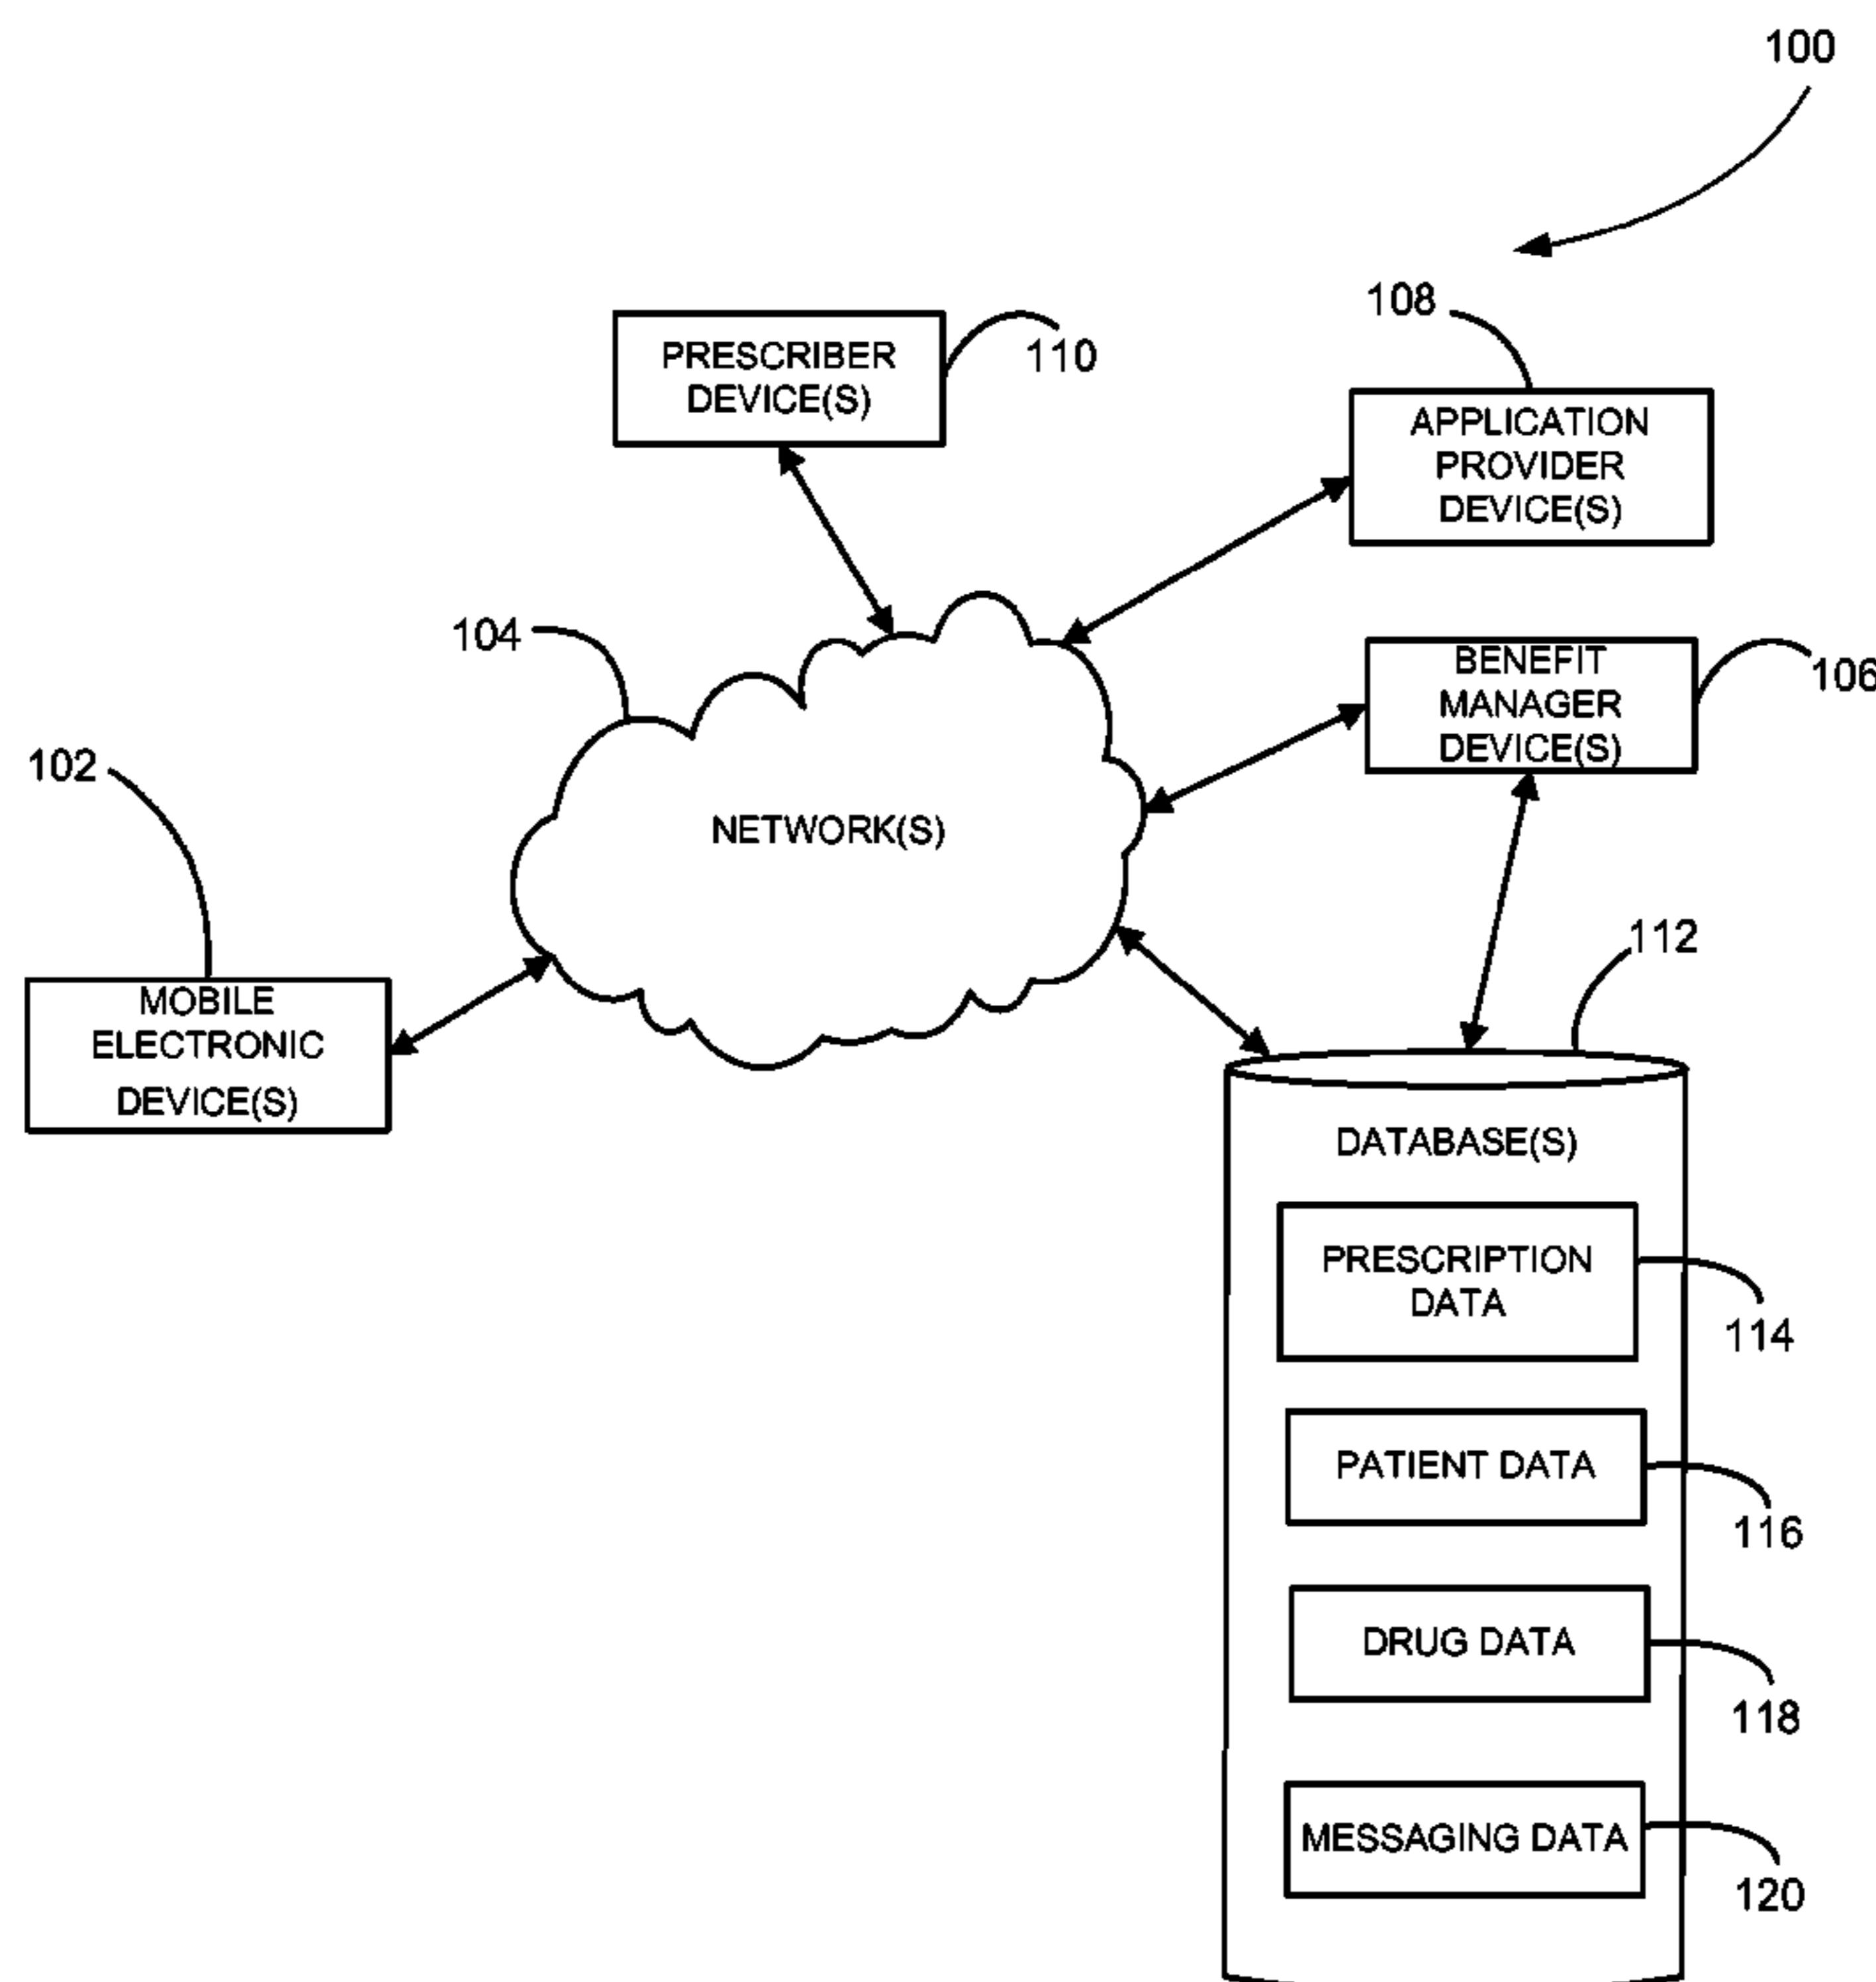 100
108
PRESCRIBER
DEVICE(S)
110
APPLICATION
PROVIDER
DEVICE(S)
104
BENEFIT
MANAGER
DEVICE(S)
106
102
NETWORK(S)
112
MOBILE
ELECTRONIC
DEVICE(S)
DATABASE(S)
PRESCRIPTION
DATA
114
PATIENT DATA
116
DRUG DATA
118
MESSAGING DATA
120